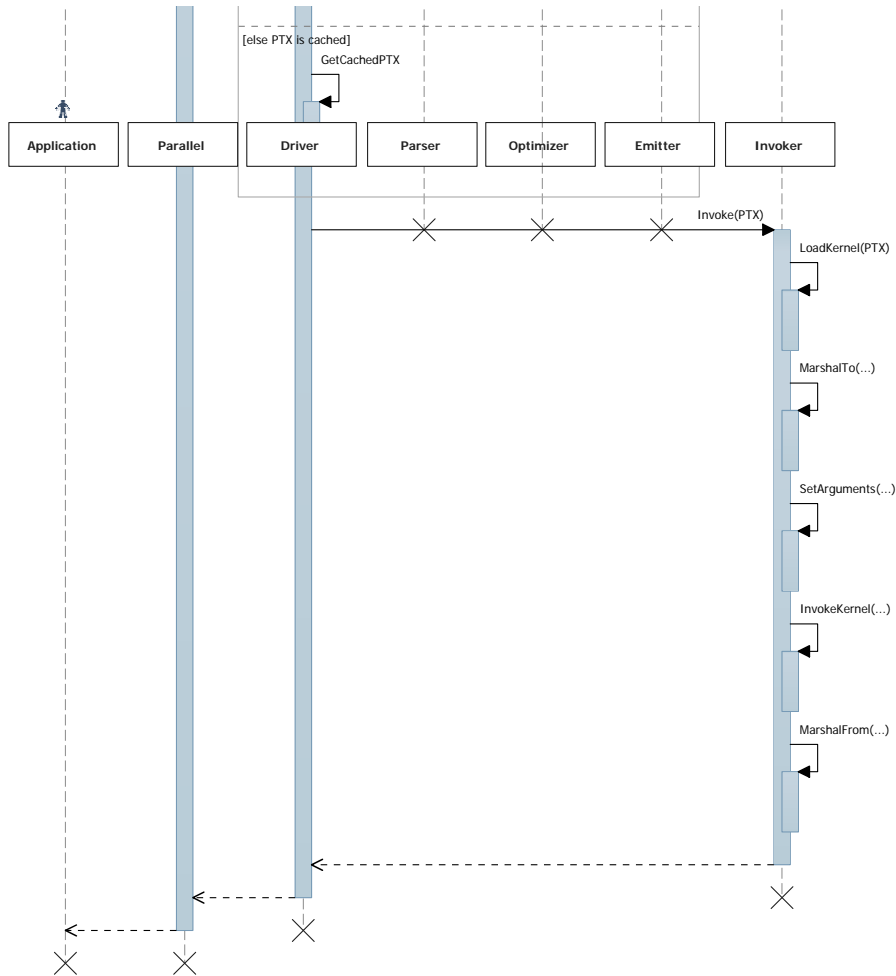 [else PTX is cached]
GetCachedPTX
Application
Parallel
Driver
Parser
Optimizer
Emitter
Invoker
Invoke(PTX)
LoadKernel(PTX)
MarshalTo(...)
SetArguments(...)
InvokeKernel(...)
MarshalFrom(...)